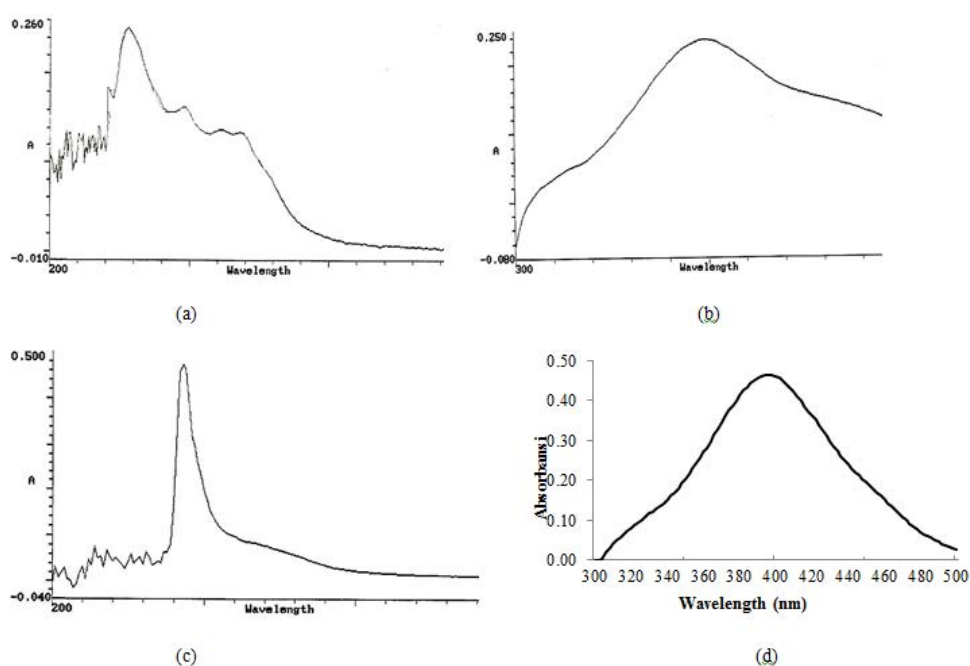 0.260
A
-0.010
200
Wavelength
(a)
0.250
A
-0.080
300
Wavelength
(b)
0.500
A
-0.040
200
Wavelength
(c)
0.50
0.40
0.30
0.20
0.10
0.00
Absorbansi
300 320 340 360 380 400 420 440 460 480 500
Wavelength (nm)
(d)